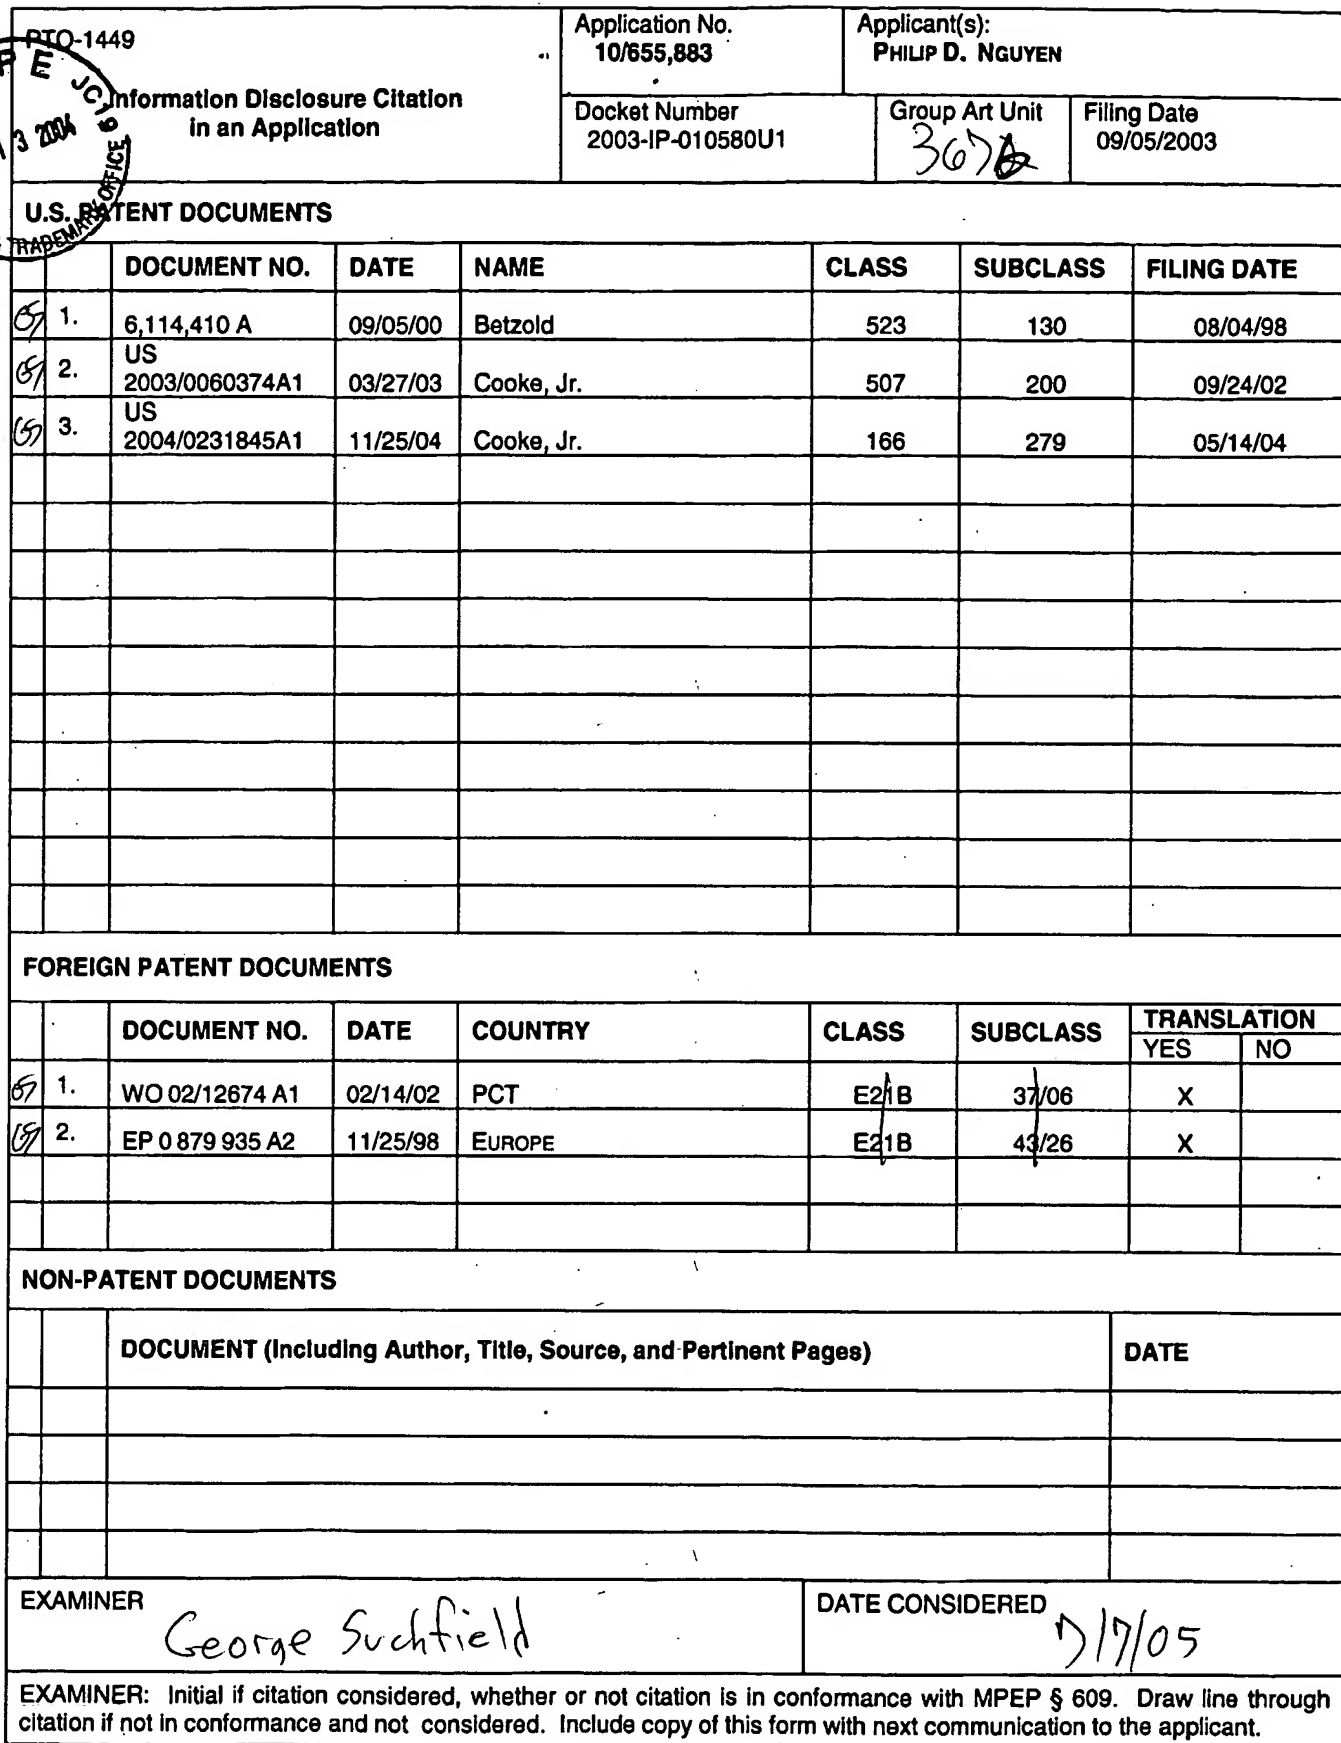 PTO-1449
Information Disclosure Citation
in an Application
Application No.
10/655,883
Applicant(s):
PHILIP D. NGUYEN
Docket Number
2003-IP-010580U1
Group Art Unit
Filing Date
09/05/2003
P E JC19
3 2004
TRADEMARK OFFICE
U.S. PATENT DOCUMENTS
DOCUMENT NO. DATE NAME CLASS SUBCLASS FILING DATE
1. 6,114,410 A 09/05/00 Betzold 523 130 08/04/98
2. US 2003/0060374A1 03/27/03 Cooke, Jr. 507 200 09/24/02
3. US 2004/0231845A1 11/25/04 Cooke, Jr. 166 279 05/14/04
FOREIGN PATENT DOCUMENTS
DOCUMENT NO. DATE COUNTRY CLASS SUBCLASS TRANSLATION
YES NO
1. WO 02/12674 A1 02/14/02 PCT E21B 37/06 X
2. EP 0 879 935 A2 11/25/98 EUROPE E21B 43/26 X
NON-PATENT DOCUMENTS
DOCUMENT (Including Author, Title, Source, and Pertinent Pages) DATE
EXAMINER
George Suchfield
DATE CONSIDERED
7/7/05
EXAMINER: Initial if citation considered, whether or not citation is in conformance with MPEP § 609. Draw line through
citation if not in conformance and not considered. Include copy of this form with next communication to the applicant.